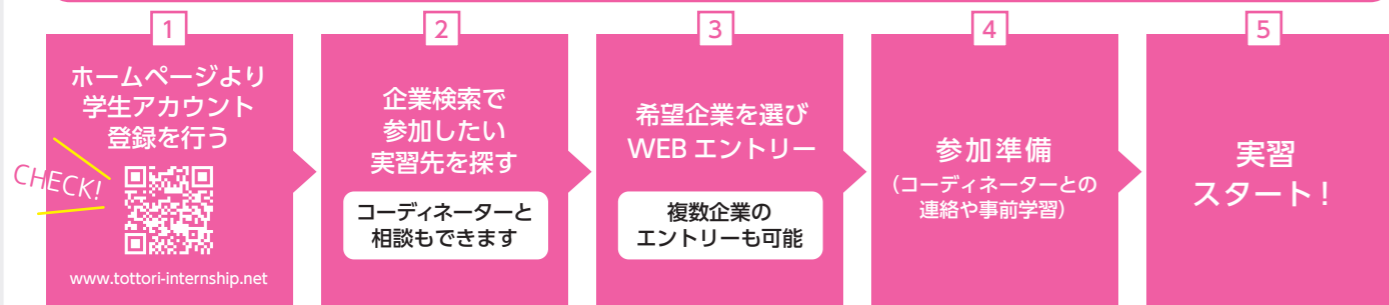 1
ホームページより
学生アカウント
登録を行う
CHECK!
www.tottori-internship.net
2
企業検索で
参加したい
実習先を探す
コーディネーターと
相談もできます
3
希望企業を選び
WEB エントリー
複数企業の
エントリーも可能
4
参加準備
(コーディネーターとの
連絡や事前学習)
5
実習
スタート!